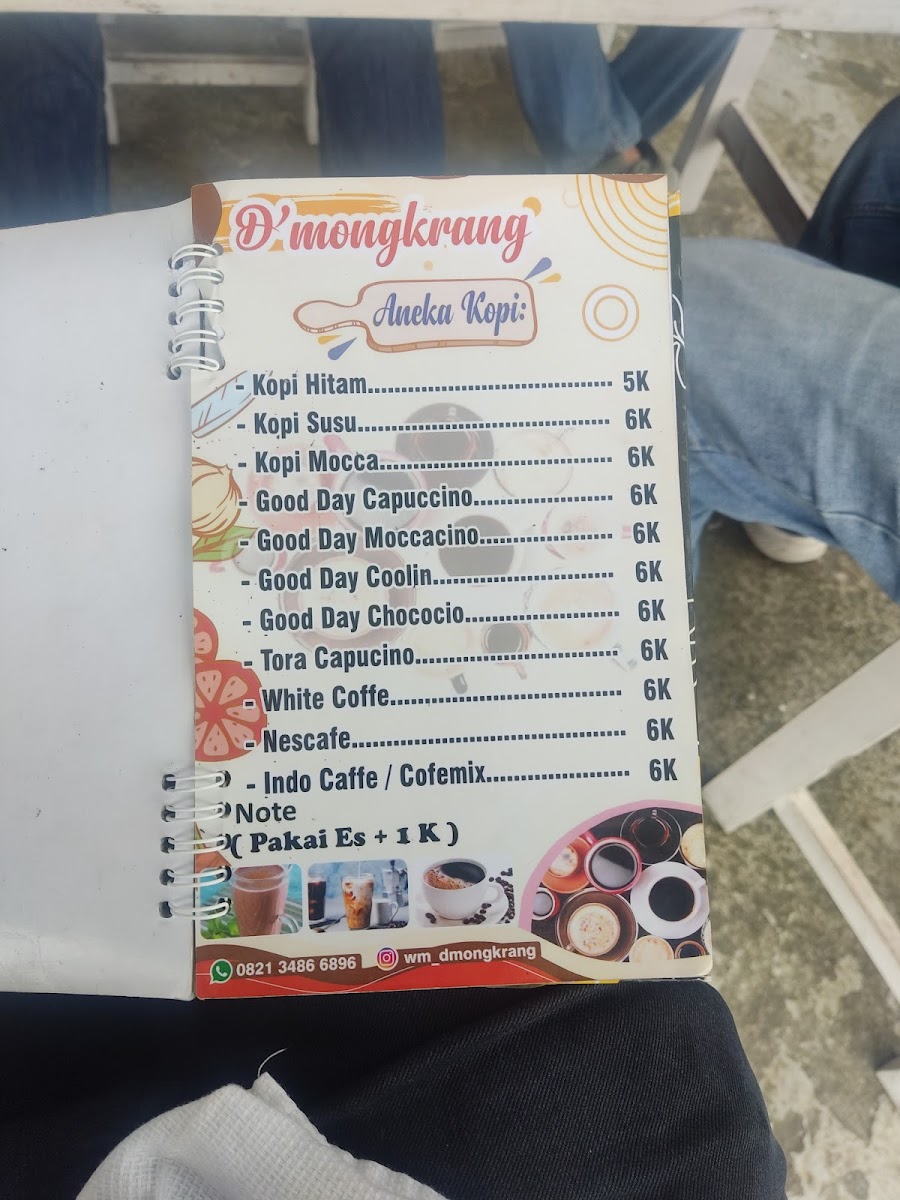 D'mongkrang
Aneka Kopi:
- Kopi Hitam................................................ 5K
- Kopi Susu................................................ 6K
- Kopi Mocca............................................. 6K
- Good Day Capuccino........................... 6K
- Good Day Moccacino......................... 6K
- Good Day Coolin................................... 6K
- Good Day Chococio............................. 6K
- Tora Capucino....................................... 6K
- White Coffe............................................ 6K
- Nescafe.................................................... 6K
- Indo Caffe / Cofemix............................ 6K
Note
( Pakai Es + 1 K )
0821 3486 6896 wm_dmongkrang